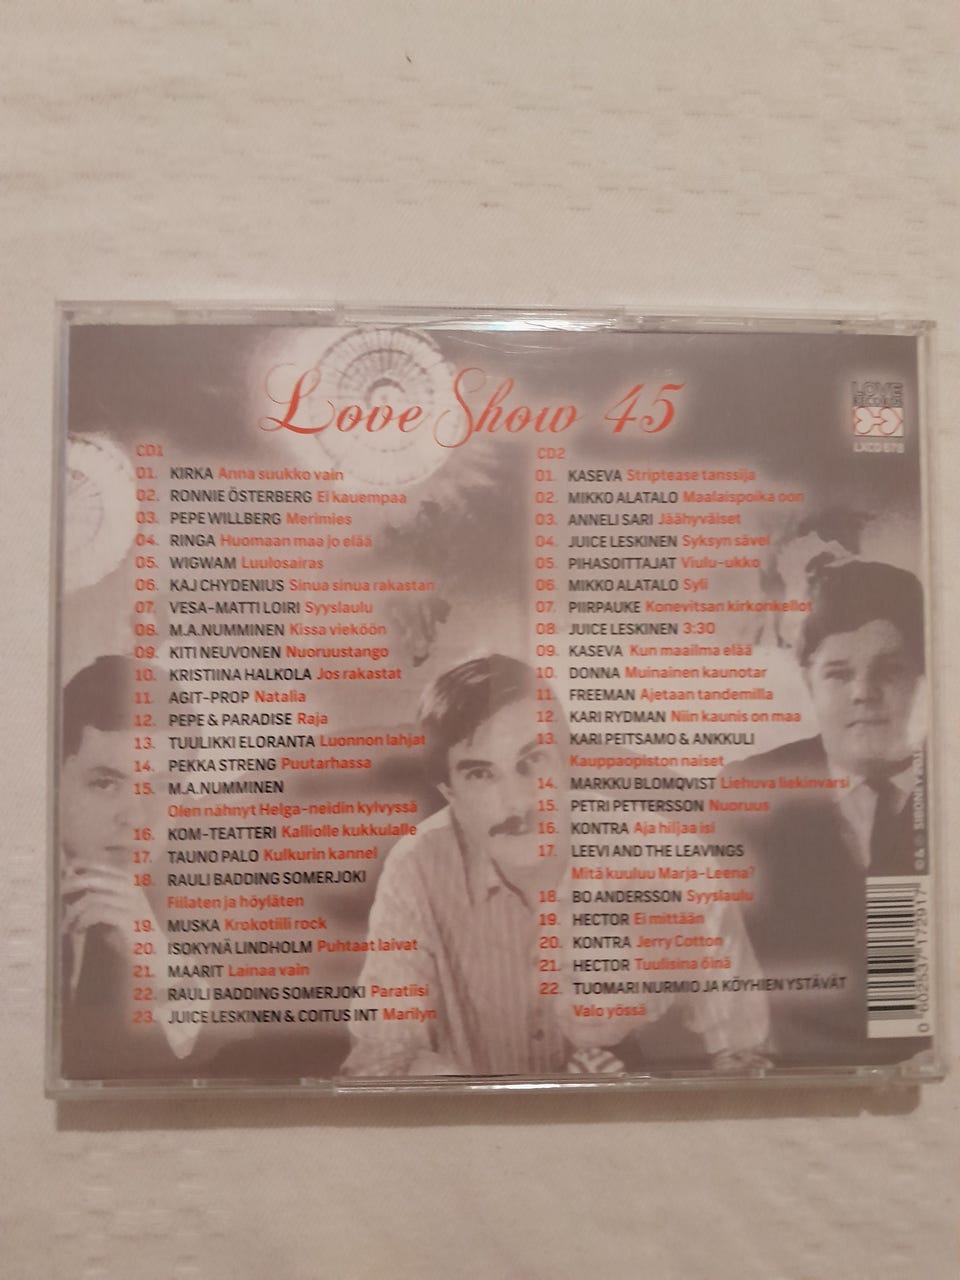 Love Show 45
LOVE
RECORDS
LXCD 678
CD1
01. KIRKA Anna suukko vain
02. RONNIE ÖSTERBERG Ei kauempaa
03. PEPE WILLBERG Merimies
04. RINGA Huomaan maa jo elää
05. WIGWAM Luulosairas
06. KAJ CHYDENIUS Sinua sinua rakastan
07. VESA-MATTI LOIRI Syyslaulu
08. M.A.NUMMINEN Kissa vieköön
09. KITI NEUVONEN Nuoruustango
10. KRISTIINA HALKOLA Jos rakastat
11. AGIT-PROP Natalia
12. PEPE & PARADISE Raja
13. TUULIKKI ELORANTA Luonnon lahjat
14. PEKKA STRENG Puutarhassa
15. M.A.NUMMINEN
Olen nähnyt Helga-neidin kylvyssä
16. KOM-TEATTERI Kalliolle kukkulalle
17. TAUNO PALO Kulkurin kannel
18. RAULI BADDING SOMERJOKI
Fiilaten ja höyläten
19. MUSKA Krokotiili rock
20. ISOKYNÄ LINDHOLM Puhtaat laivat
21. MAARIT Lainaa vain
22. RAULI BADDING SOMERJOKI Paratiisi
23. JUICE LESKINEN & COITUS INT Marilyn
CD2
01. KASEVA Striptease tanssija
02. MIKKO ALATALO Maalaispoika oon
03. ANNELI SARI Jäähyväiset
04. JUICE LESKINEN Syksyn sävel
05. PIHASOITTAJAT Viulu-ukko
06. MIKKO ALATALO Syli
07. PIIRPAUKE Konevitsan kirkonkellot
08. JUICE LESKINEN 3:30
09. KASEVA Kun maailma elää
10. DONNA Muinainen kaunotar
11. FREEMAN Ajetaan tandemilla
12. KARI RYDMAN Niin kaunis on maa
13. KARI PEITSAMO & ANKKULI
Kauppaopiston naiset
14. MARKKU BLOMQVIST Liehuva liekinvarsi
15. PETRI PETTERSSON Nuoruus
16. KONTRA Aja hiljaa isi
17. LEEVI AND THE LEAVINGS
Mitä kuuluu Marja-Leena?
18. BO ANDERSSON Syyslaulu
19. HECTOR Ei mittään
20. KONTRA Jerry Cotton
21. HECTOR Tuulisina öinä
22. TUOMARI NURMIO JA KÖYHIEN YSTÄVÄT
Valo yössä
0 602537 172917